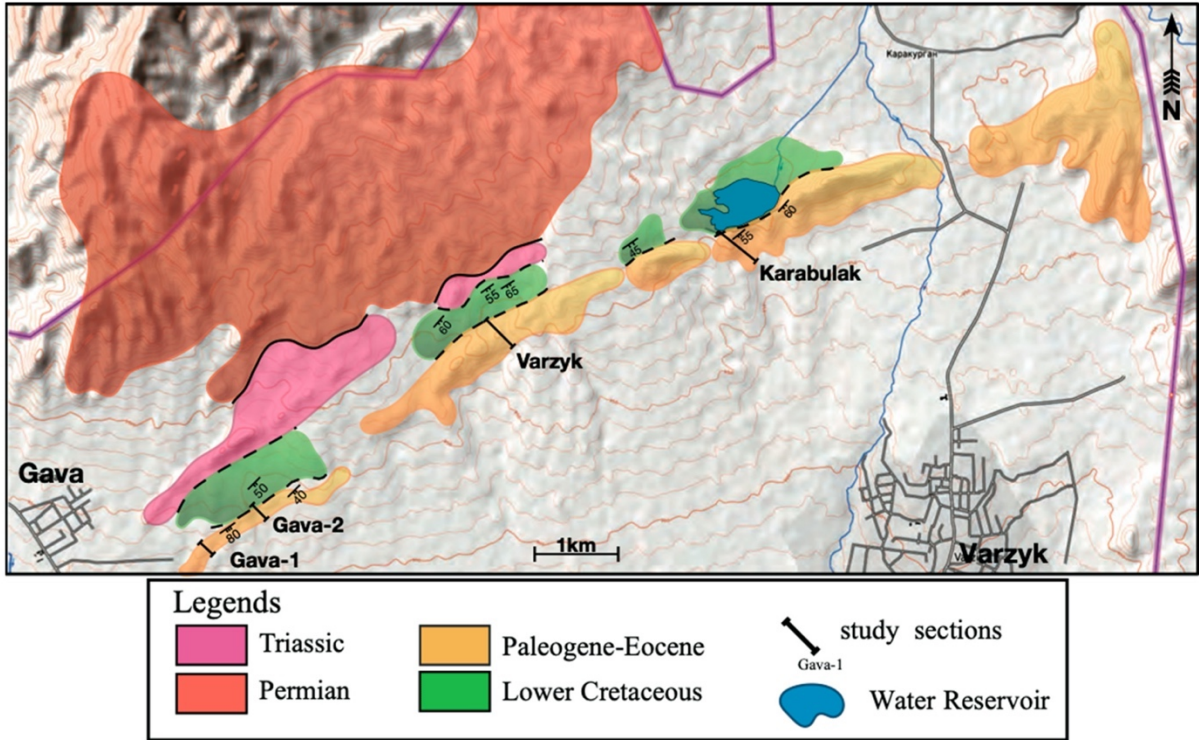 Каракурган
N
60
55
45
Karabulak
55
65
60
Varzyk
Gava
50
40
80
Gava-2
Gava-1
1km
Varzyk
Legends
Triassic
Paleogene-Eocene
study sections
Gava-1
Permian
Lower Cretaceous
Water Reservoir